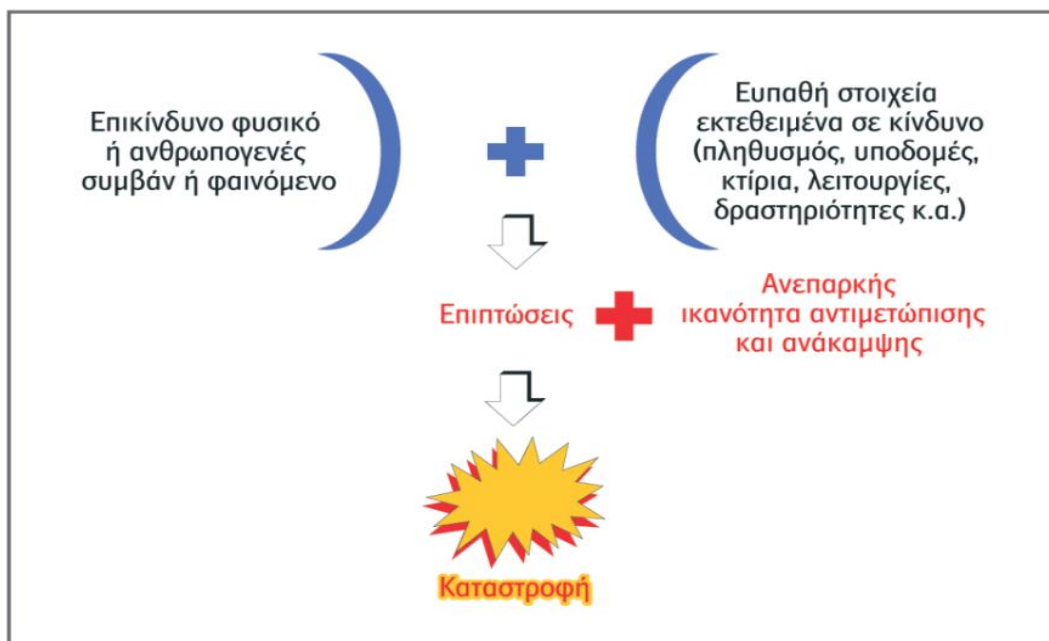 Επικίνδυνο φυσικό
ή ανθρωπογενές
συμβάν ή φαινόμενο
Ευπαθή στοιχεία
εκτεθειμένα σε κίνδυνο
(πληθυσμός, υποδομές,
κτίρια, λειτουργίες,
δραστηριότητες κ.α.)
Επιπτώσεις
Ανεπαρκής
ικανότητα αντιμετώπισης
και ανάκαμψης
Καταστροφή